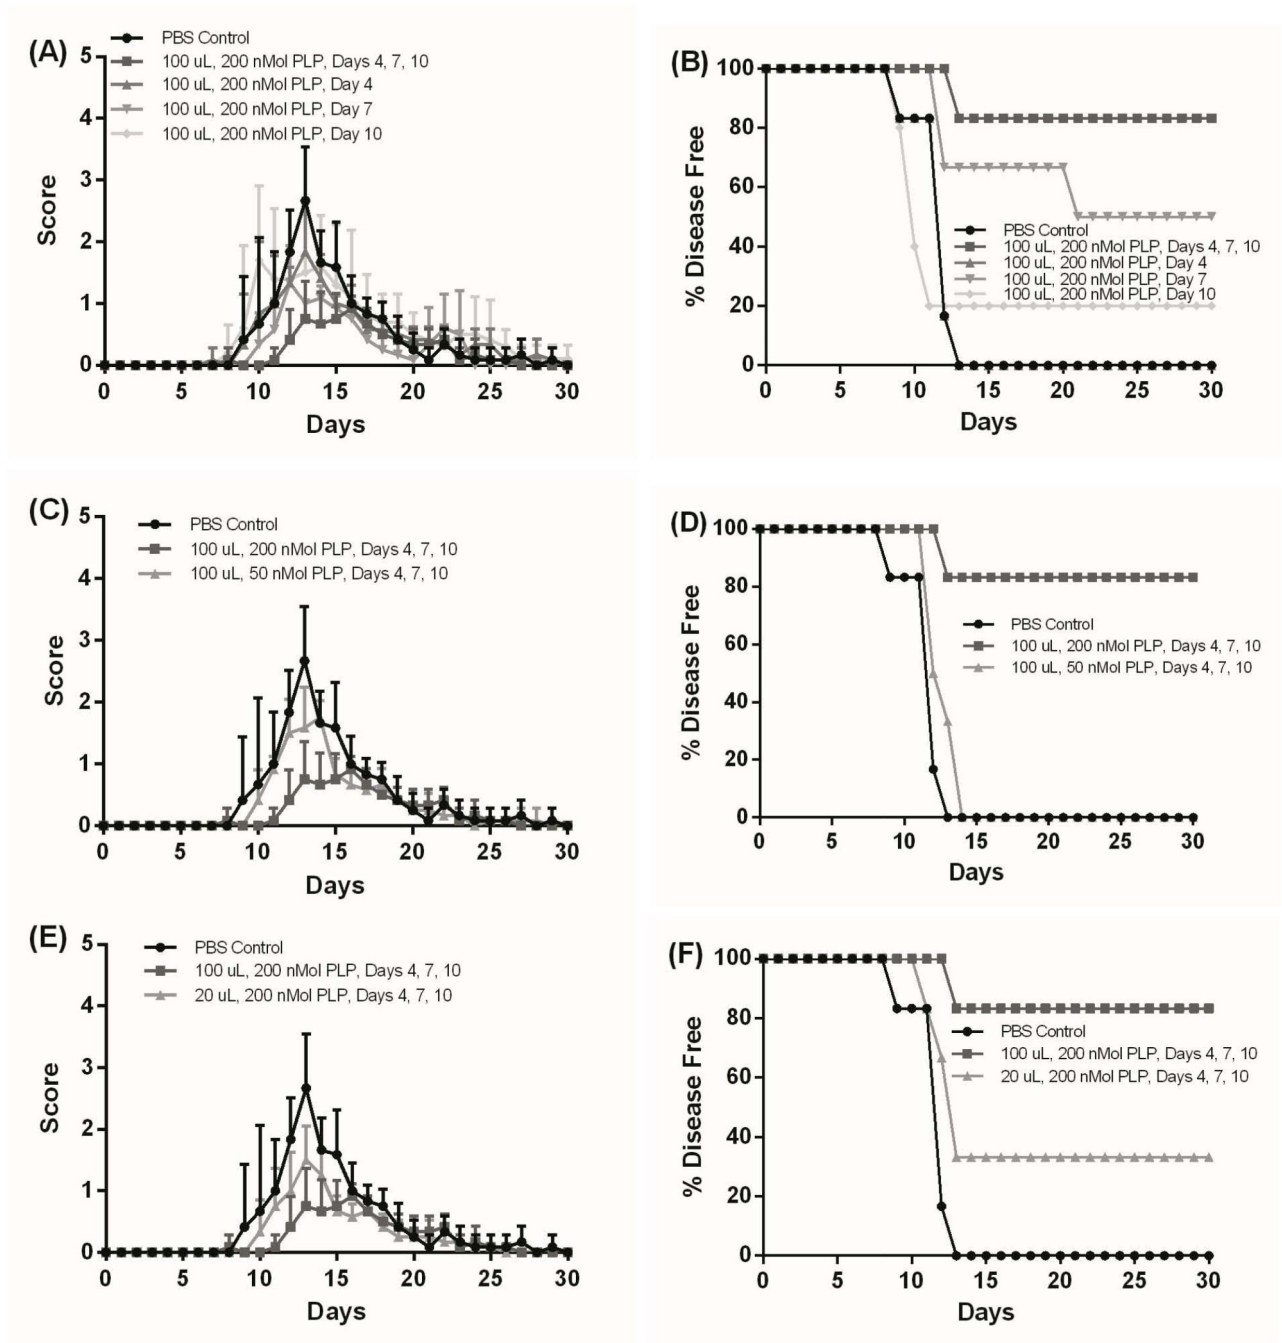 (A)
PBS Control
100 uL, 200 nMol PLP, Days 4, 7, 10
100 uL, 200 nMol PLP, Day 4
100 uL, 200 nMol PLP, Day 7
100 uL, 200 nMol PLP, Day 10
5
4
3
2
1
0
Score
0 5 10 15 20 25 30
Days
(B)
100
80
60
40
20
0
% Disease Free
PBS Control
100 uL, 200 nMol PLP, Days 4, 7, 10
100 uL, 200 nMol PLP, Day 4
100 uL, 200 nMol PLP, Day 7
100 uL, 200 nMol PLP, Day 10
0 5 10 15 20 25 30
Days
(C)
PBS Control
100 uL, 200 nMol PLP, Days 4, 7, 10
100 uL, 50 nMol PLP, Days 4, 7, 10
5
4
3
2
1
0
Score
0 5 10 15 20 25 30
Days
(D)
100
80
60
40
20
0
% Disease Free
PBS Control
100 uL, 200 nMol PLP, Days 4, 7, 10
100 uL, 50 nMol PLP, Days 4, 7, 10
0 5 10 15 20 25 30
Days
(E)
PBS Control
100 uL, 200 nMol PLP, Days 4, 7, 10
20 uL, 200 nMol PLP, Days 4, 7, 10
5
4
3
2
1
0
Score
0 5 10 15 20 25 30
Days
(F)
100
80
60
40
20
0
% Disease Free
PBS Control
100 uL, 200 nMol PLP, Days 4, 7, 10
20 uL, 200 nMol PLP, Days 4, 7, 10
0 5 10 15 20 25 30
Days